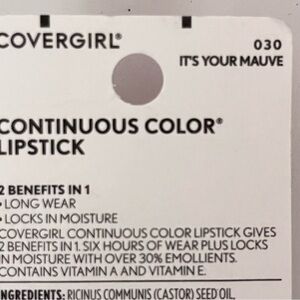 COVERGIRL®
030
IT'S YOUR MAUVE
CONTINUOUS COLOR®
LIPSTICK
2 BENEFITS IN 1
• LONG WEAR
• LOCKS IN MOISTURE
COVERGIRL CONTINUOUS COLOR LIPSTICK GIVES
2 BENEFITS IN 1. SIX HOURS OF WEAR PLUS LOCKS
IN MOISTURE WITH OVER 30% EMOLLIENTS.
CONTAINS VITAMIN A AND VITAMIN E.
INGREDIENTS: RICINUS COMMUNIS (CASTOR) SEED OIL,